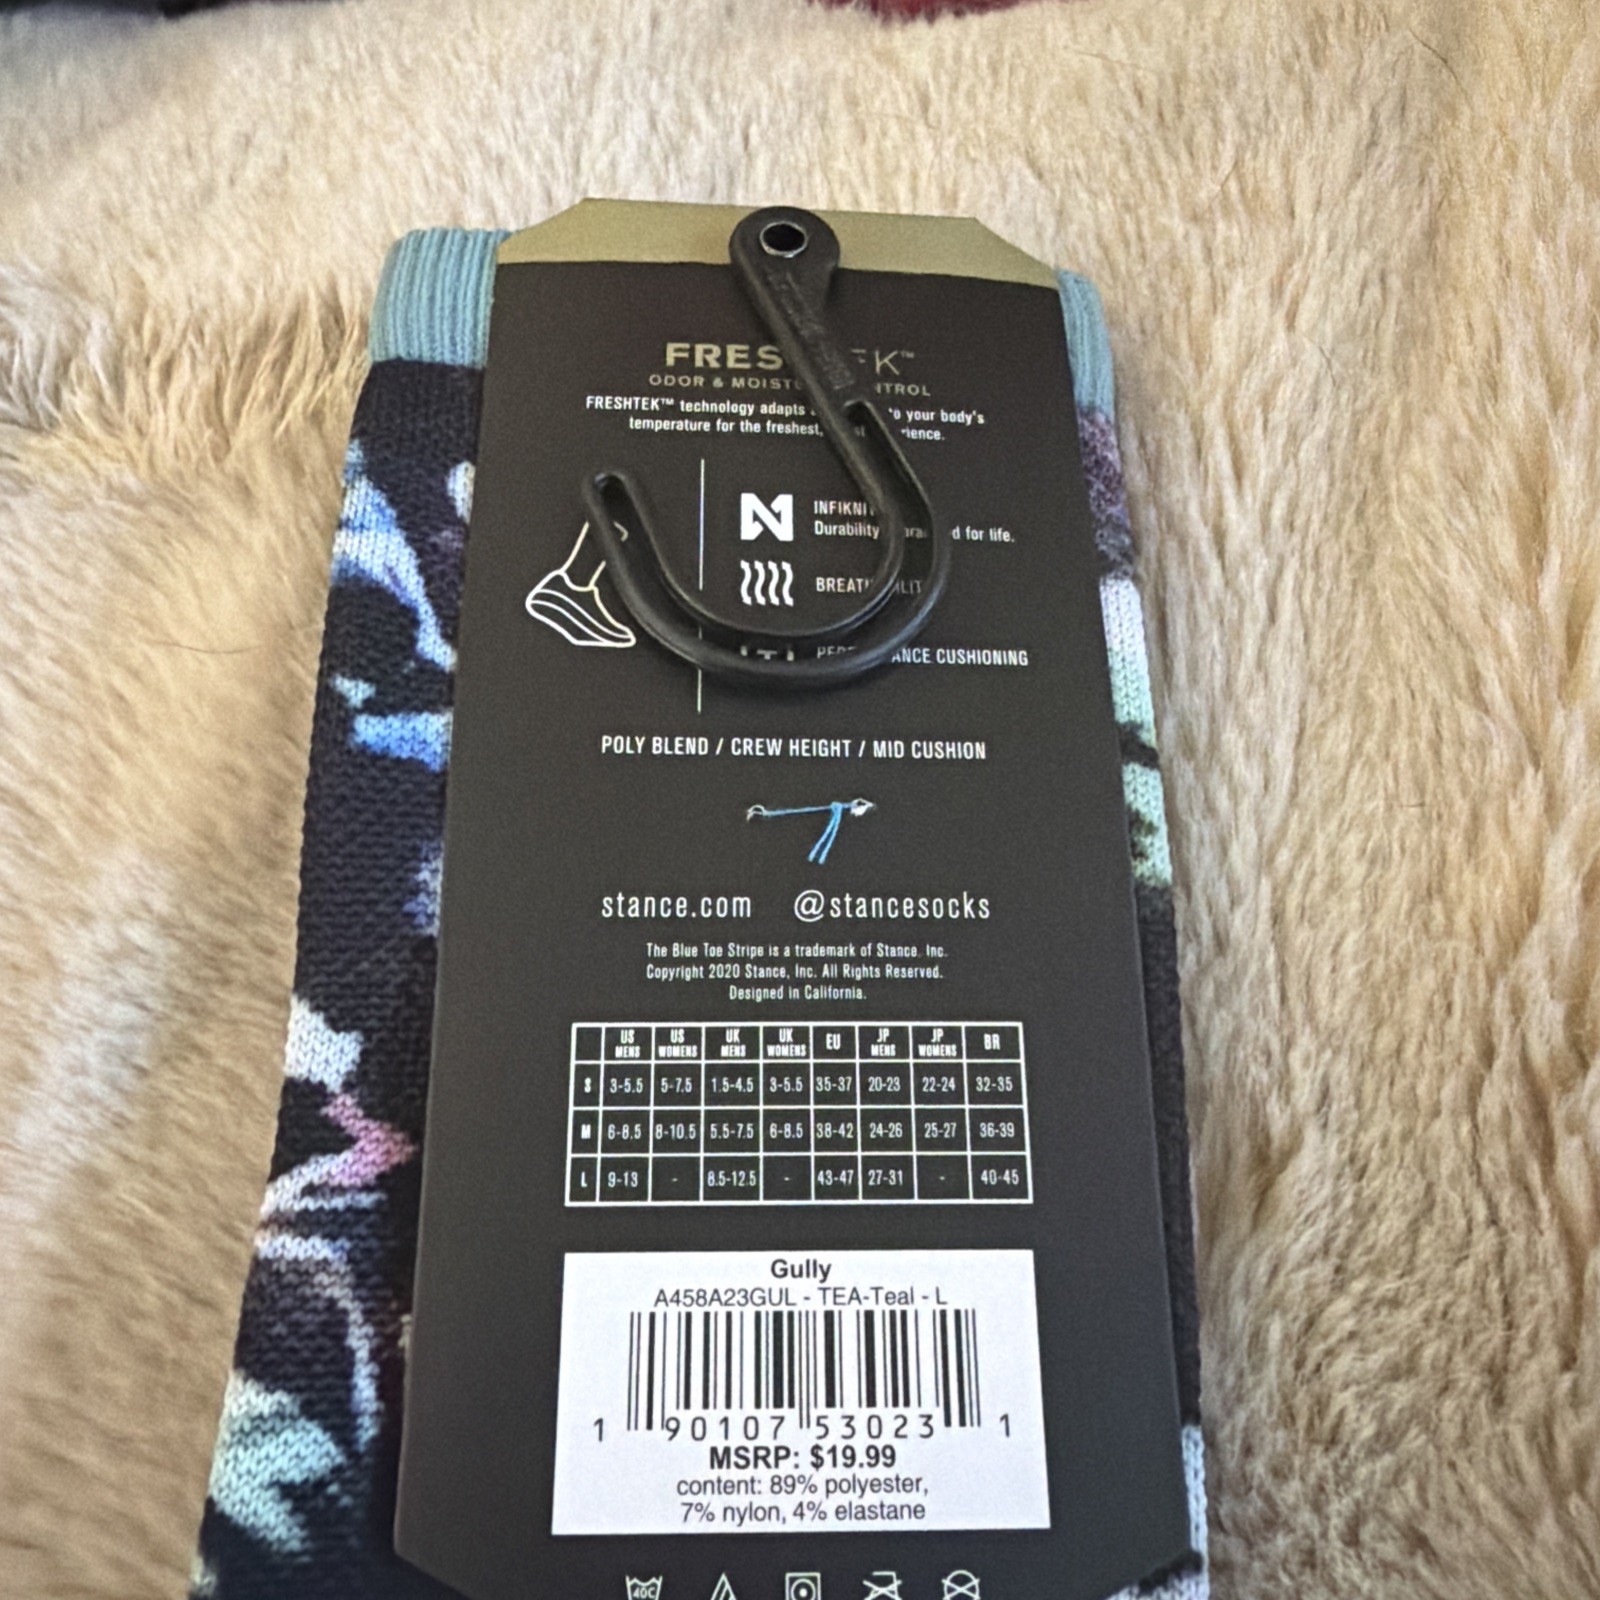 FRES EK™
ODOR & MOIST NTROL
FRESHTEK™ technology adapts to your body's
temperature for the freshest,
INFIKNI
Durability d for life.
BREAT
ANCE CUSHIONING
POLY BLEND / CREW HEIGHT / MID CUSHION
stance.com @stancesocks
The Blue Toe Stripe is a trademark of Stance, Inc.
Copyright 2020 Stance, Inc. All Rights Reserved.
Designed in California.
US MENS US WOMENS UK MENS UK WOMENS EU JP MENS JP WOMENS BR
S 3-5.5 5-7.5 1.5-4.5 3-5.5 35-37 20-23 22-24 32-35
M 6-8.5 8-10.5 5.5-7.5 6-8.5 38-42 24-26 25-27 36-39
L 9-13 - 8.5-12.5 - 43-47 27-31 - 40-45
Gully
A458A23GUL - TEA-Teal - L
1 90107 53023 1
MSRP: $19.99
content: 89% polyester,
7% nylon, 4% elastane
40C